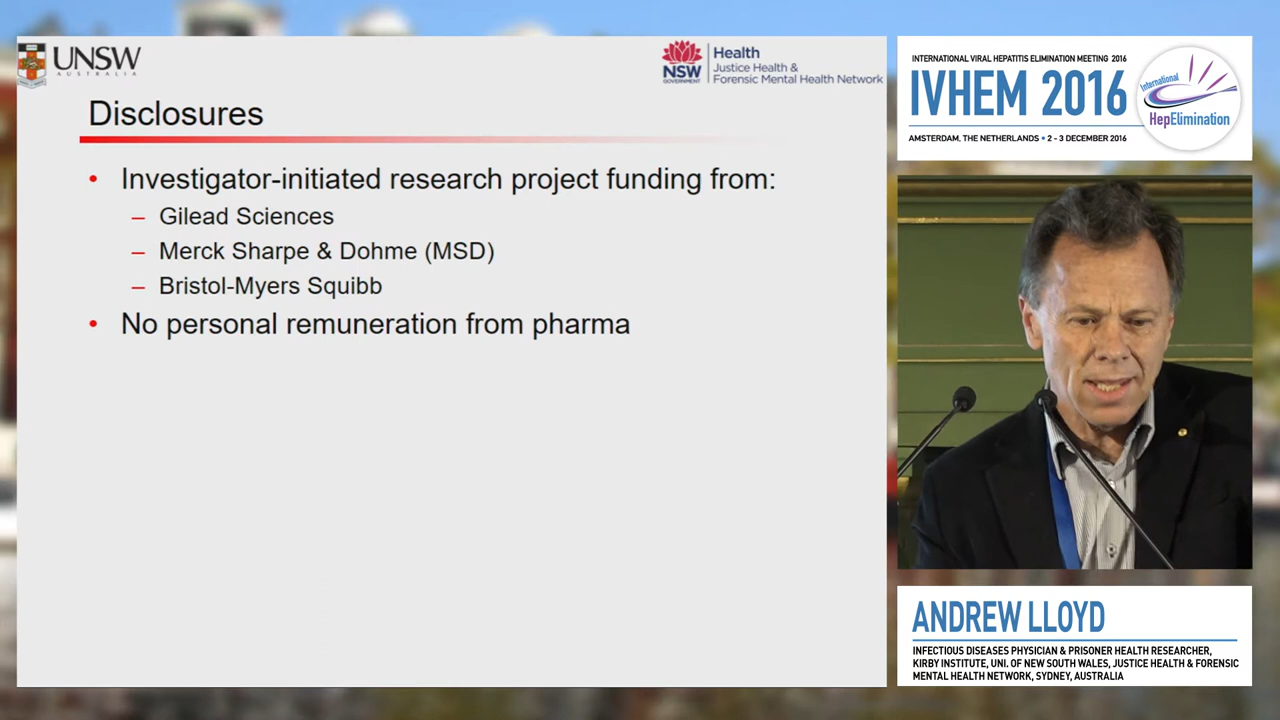 UNSW
AUSTRALIA
NSW
GOVERNMENT
Health
Justice Health &
Forensic Mental Health Network
Disclosures
• Investigator-initiated research project funding from:
– Gilead Sciences
– Merck Sharpe & Dohme (MSD)
– Bristol-Myers Squibb
• No personal remuneration from pharma
INTERNATIONAL VIRAL HEPATITIS ELIMINATION MEETING 2016
IVHEM 2016
AMSTERDAM, THE NETHERLANDS • 2 - 3 DECEMBER 2016
International
HepElimination
ANDREW LLOYD
INFECTIOUS DISEASES PHYSICIAN & PRISONER HEALTH RESEARCHER,
KIRBY INSTITUTE, UNI. OF NEW SOUTH WALES, JUSTICE HEALTH & FORENSIC
MENTAL HEALTH NETWORK, SYDNEY, AUSTRALIA